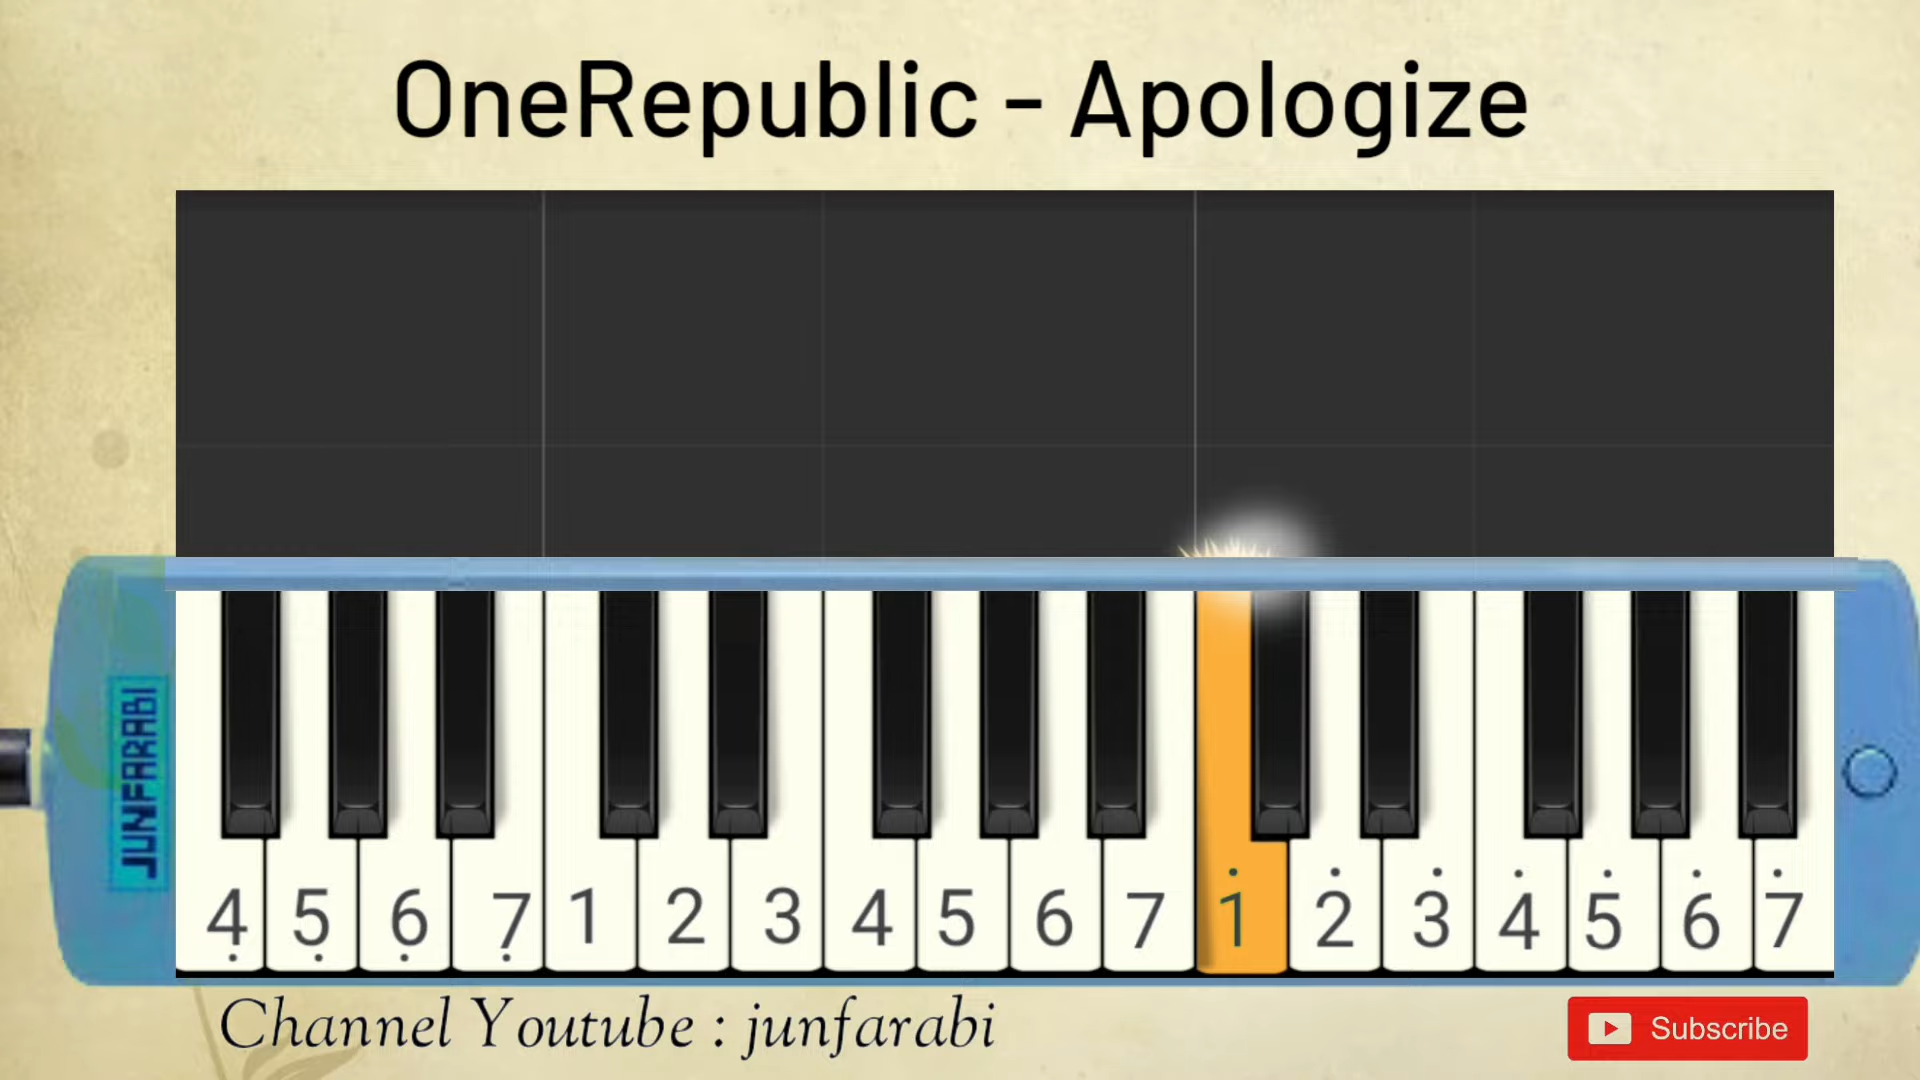 OneRepublic - Apologize
JUNFARABI
4̣ 5̣ 6̣ 7̣ 1 2 3 4 5 6 7 1̇ 2̇ 3̇ 4̇ 5̇ 6̇ 7̇
Channel Youtube : junfarabi
Subscribe